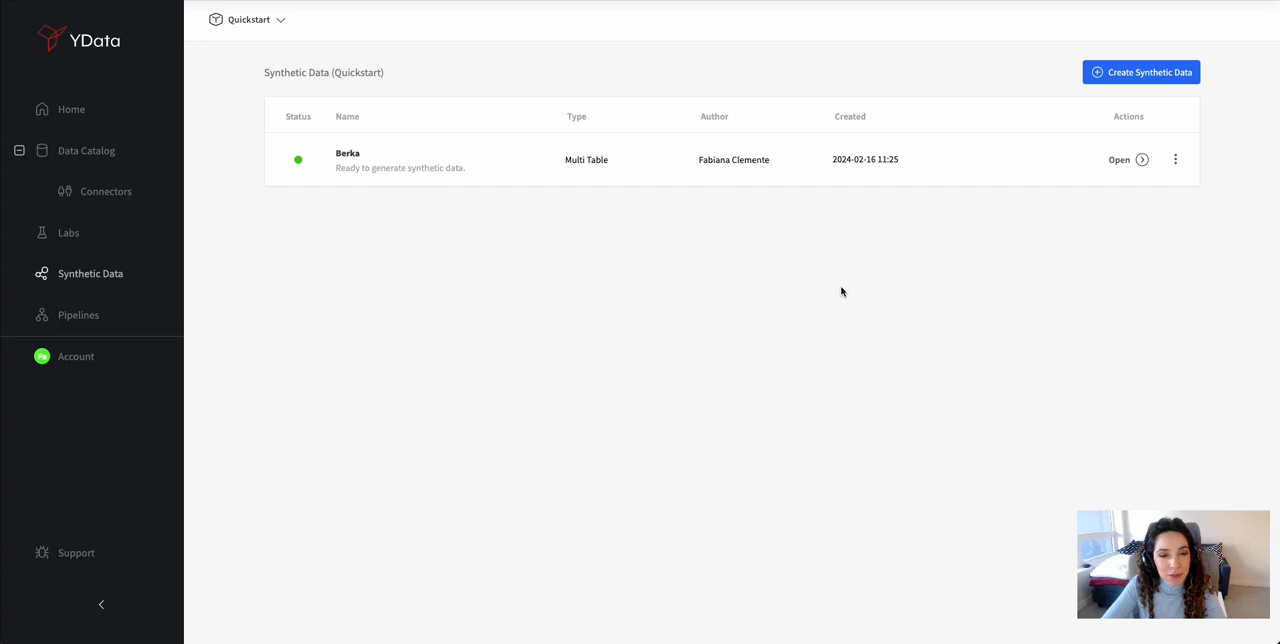 YData
Quickstart
Home
Data Catalog
Connectors
Labs
Synthetic Data
Pipelines
Account
Support
Synthetic Data (Quickstart)
Create Synthetic Data
Status Name Type Author Created Actions
Berka
Ready to generate synthetic data.
Multi Table Fabiana Clemente 2024-02-16 11:25 Open